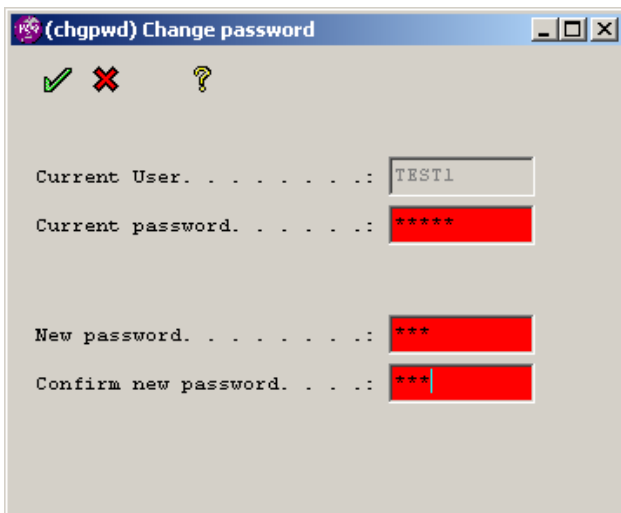 (chgpwd) Change password
Current User. . . . . . . .: TEST1
Current password. . . . . .: *****
New password. . . . . . . .: ***
Confirm new password. . . .: ***